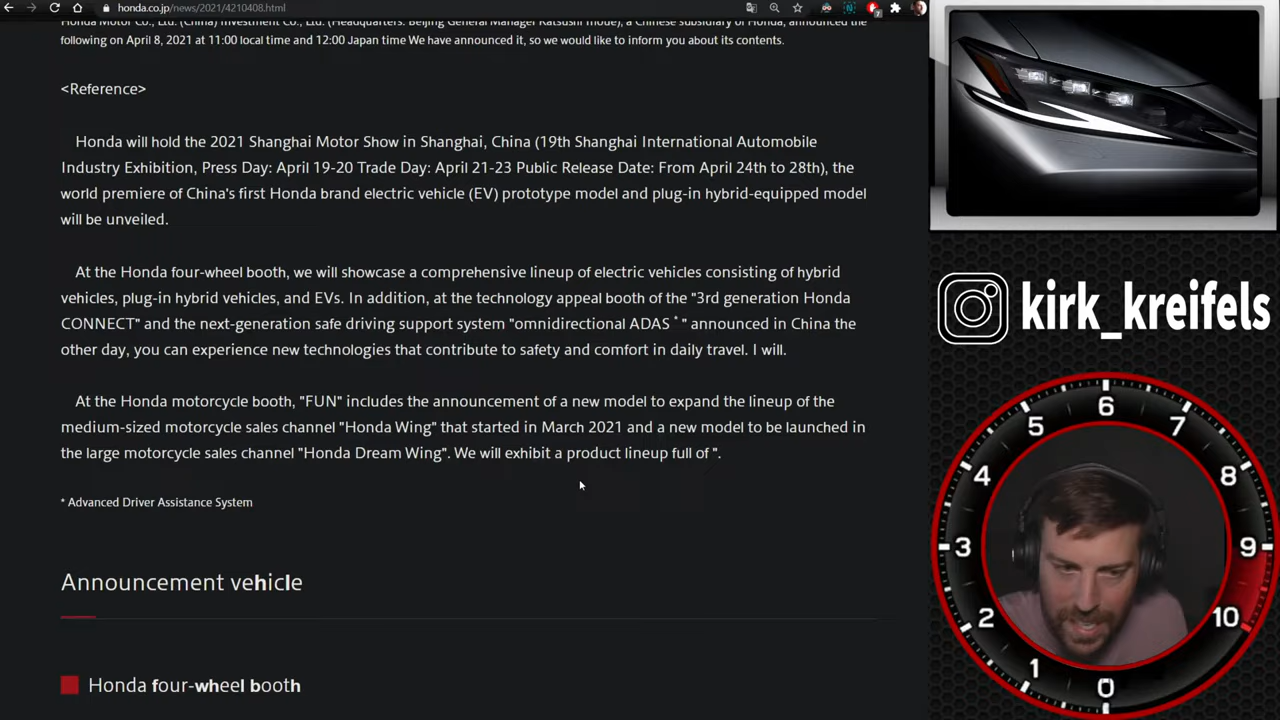 honda.co.jp/news/2021/4210408.html
Honda Motor Co., Ltd. (China) Investment Co., Ltd. (Headquarters: Beijing General Manager Katsushi Inoue), a Chinese subsidiary of Honda, announced the
following on April 8, 2021 at 11:00 local time and 12:00 Japan time We have announced it, so we would like to inform you about its contents.
<Reference>
Honda will hold the 2021 Shanghai Motor Show in Shanghai, China (19th Shanghai International Automobile
Industry Exhibition, Press Day: April 19-20 Trade Day: April 21-23 Public Release Date: From April 24th to 28th), the
world premiere of China's first Honda brand electric vehicle (EV) prototype model and plug-in hybrid-equipped model
will be unveiled.
At the Honda four-wheel booth, we will showcase a comprehensive lineup of electric vehicles consisting of hybrid
vehicles, plug-in hybrid vehicles, and EVs. In addition, at the technology appeal booth of the "3rd generation Honda
CONNECT" and the next-generation safe driving support system "omnidirectional ADAS * " announced in China the
other day, you can experience new technologies that contribute to safety and comfort in daily travel. I will.
At the Honda motorcycle booth, "FUN" includes the announcement of a new model to expand the lineup of the
medium-sized motorcycle sales channel "Honda Wing" that started in March 2021 and a new model to be launched in
the large motorcycle sales channel "Honda Dream Wing". We will exhibit a product lineup full of ".
* Advanced Driver Assistance System
Announcement vehicle
Honda four-wheel booth
kirk_kreifels
6
5 7
4 8
3 9
2 10
1
0